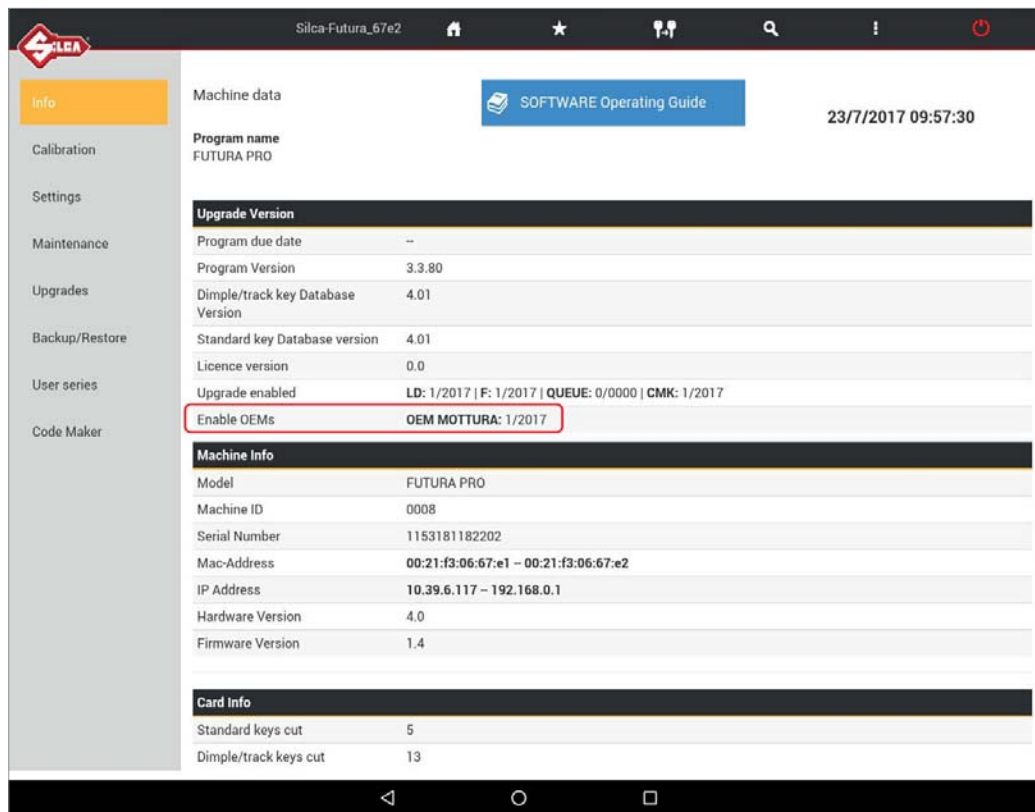 SILCA
Silca-Futura_67e2
Info
Calibration
Settings
Maintenance
Upgrades
Backup/Restore
User series
Code Maker
Machine data
SOFTWARE Operating Guide
23/7/2017 09:57:30
Program name
FUTURA PRO
Upgrade Version
Program due date --
Program Version 3.3.80
Dimple/track key Database
Version 4.01
Standard key Database version 4.01
Licence version 0.0
Upgrade enabled LD: 1/2017 | F: 1/2017 | QUEUE: 0/0000 | CMK: 1/2017
Enable OEMs OEM MOTTURA: 1/2017
Machine Info
Model FUTURA PRO
Machine ID 0008
Serial Number 1153181182202
Mac-Address 00:21:f3:06:67:e1 -- 00:21:f3:06:67:e2
IP Address 10.39.6.117 -- 192.168.0.1
Hardware Version 4.0
Firmware Version 1.4
Card Info
Standard keys cut 5
Dimple/track keys cut 13